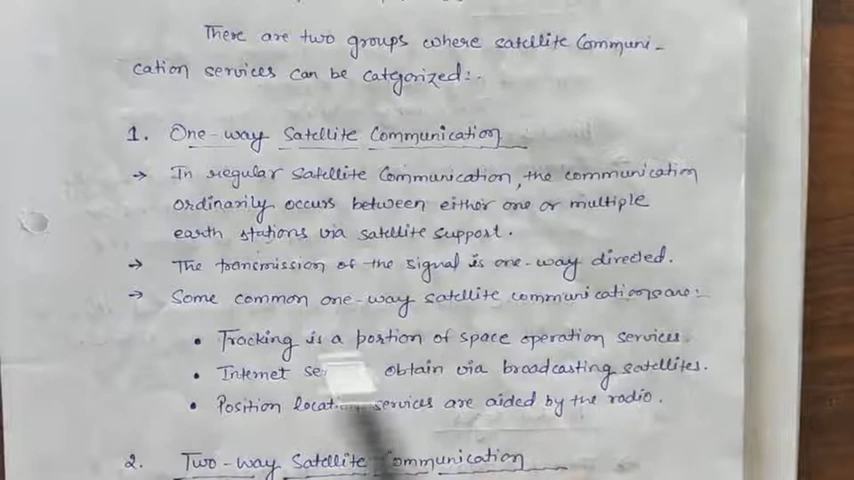 There are two groups where satellite Communi-
cation services can be categorized:-
1. One-way Satellite Communication
→ In regular Satellite Communication, the communication
ordinarily occurs between either one or multiple
earth stations via satellite support.
→ The transmission of the signal is one-way directed.
→ Some common one-way satellite communications are:
• Tracking is a portion of space operation services.
• Internet obtain via broadcasting satellites.
• Position location services are aided by the radio.
2. Two-way Satellite Communication